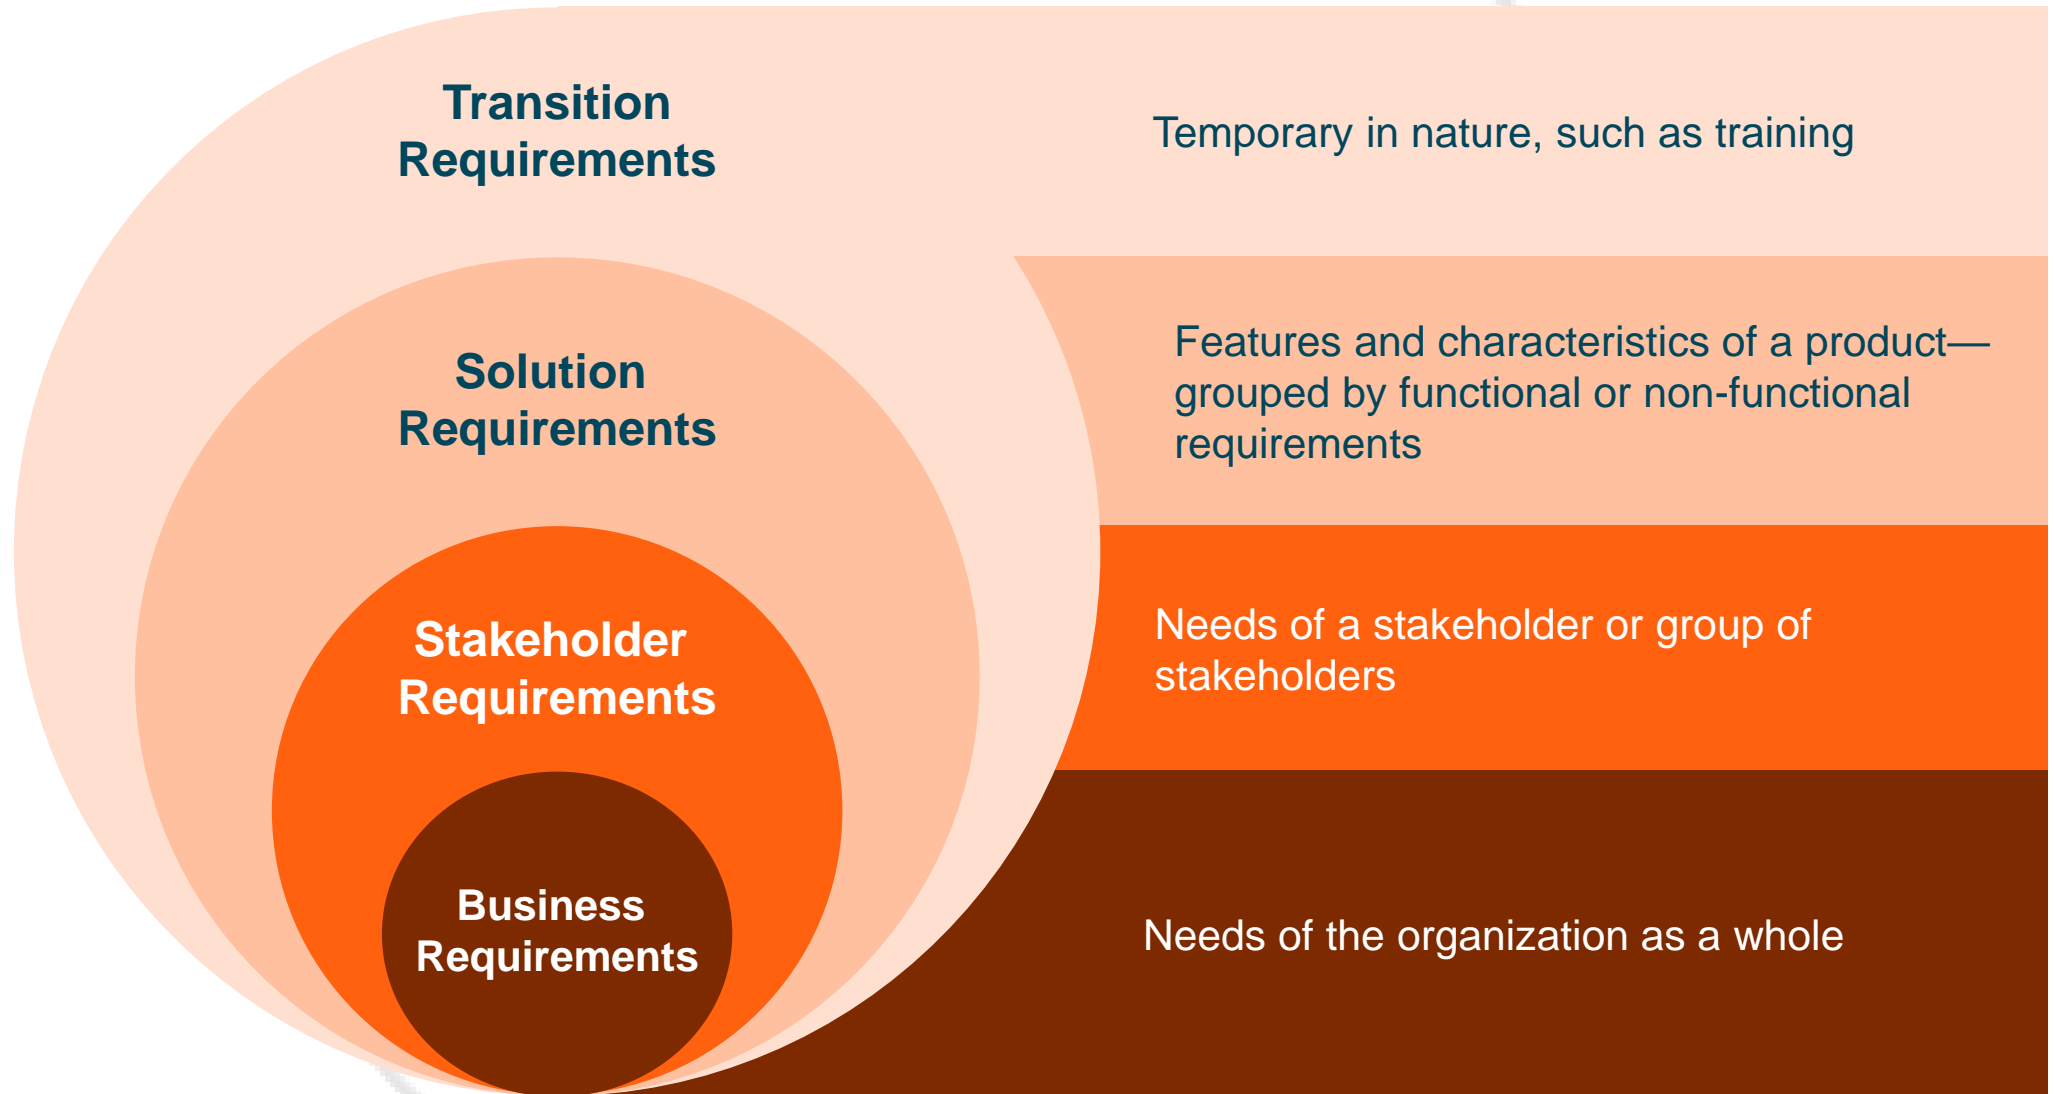 Transition
Requirements
Temporary in nature, such as training
Solution
Requirements
Features and characteristics of a product—
grouped by functional or non-functional
requirements
Stakeholder
Requirements
Needs of a stakeholder or group of
stakeholders
Business
Requirements
Needs of the organization as a whole